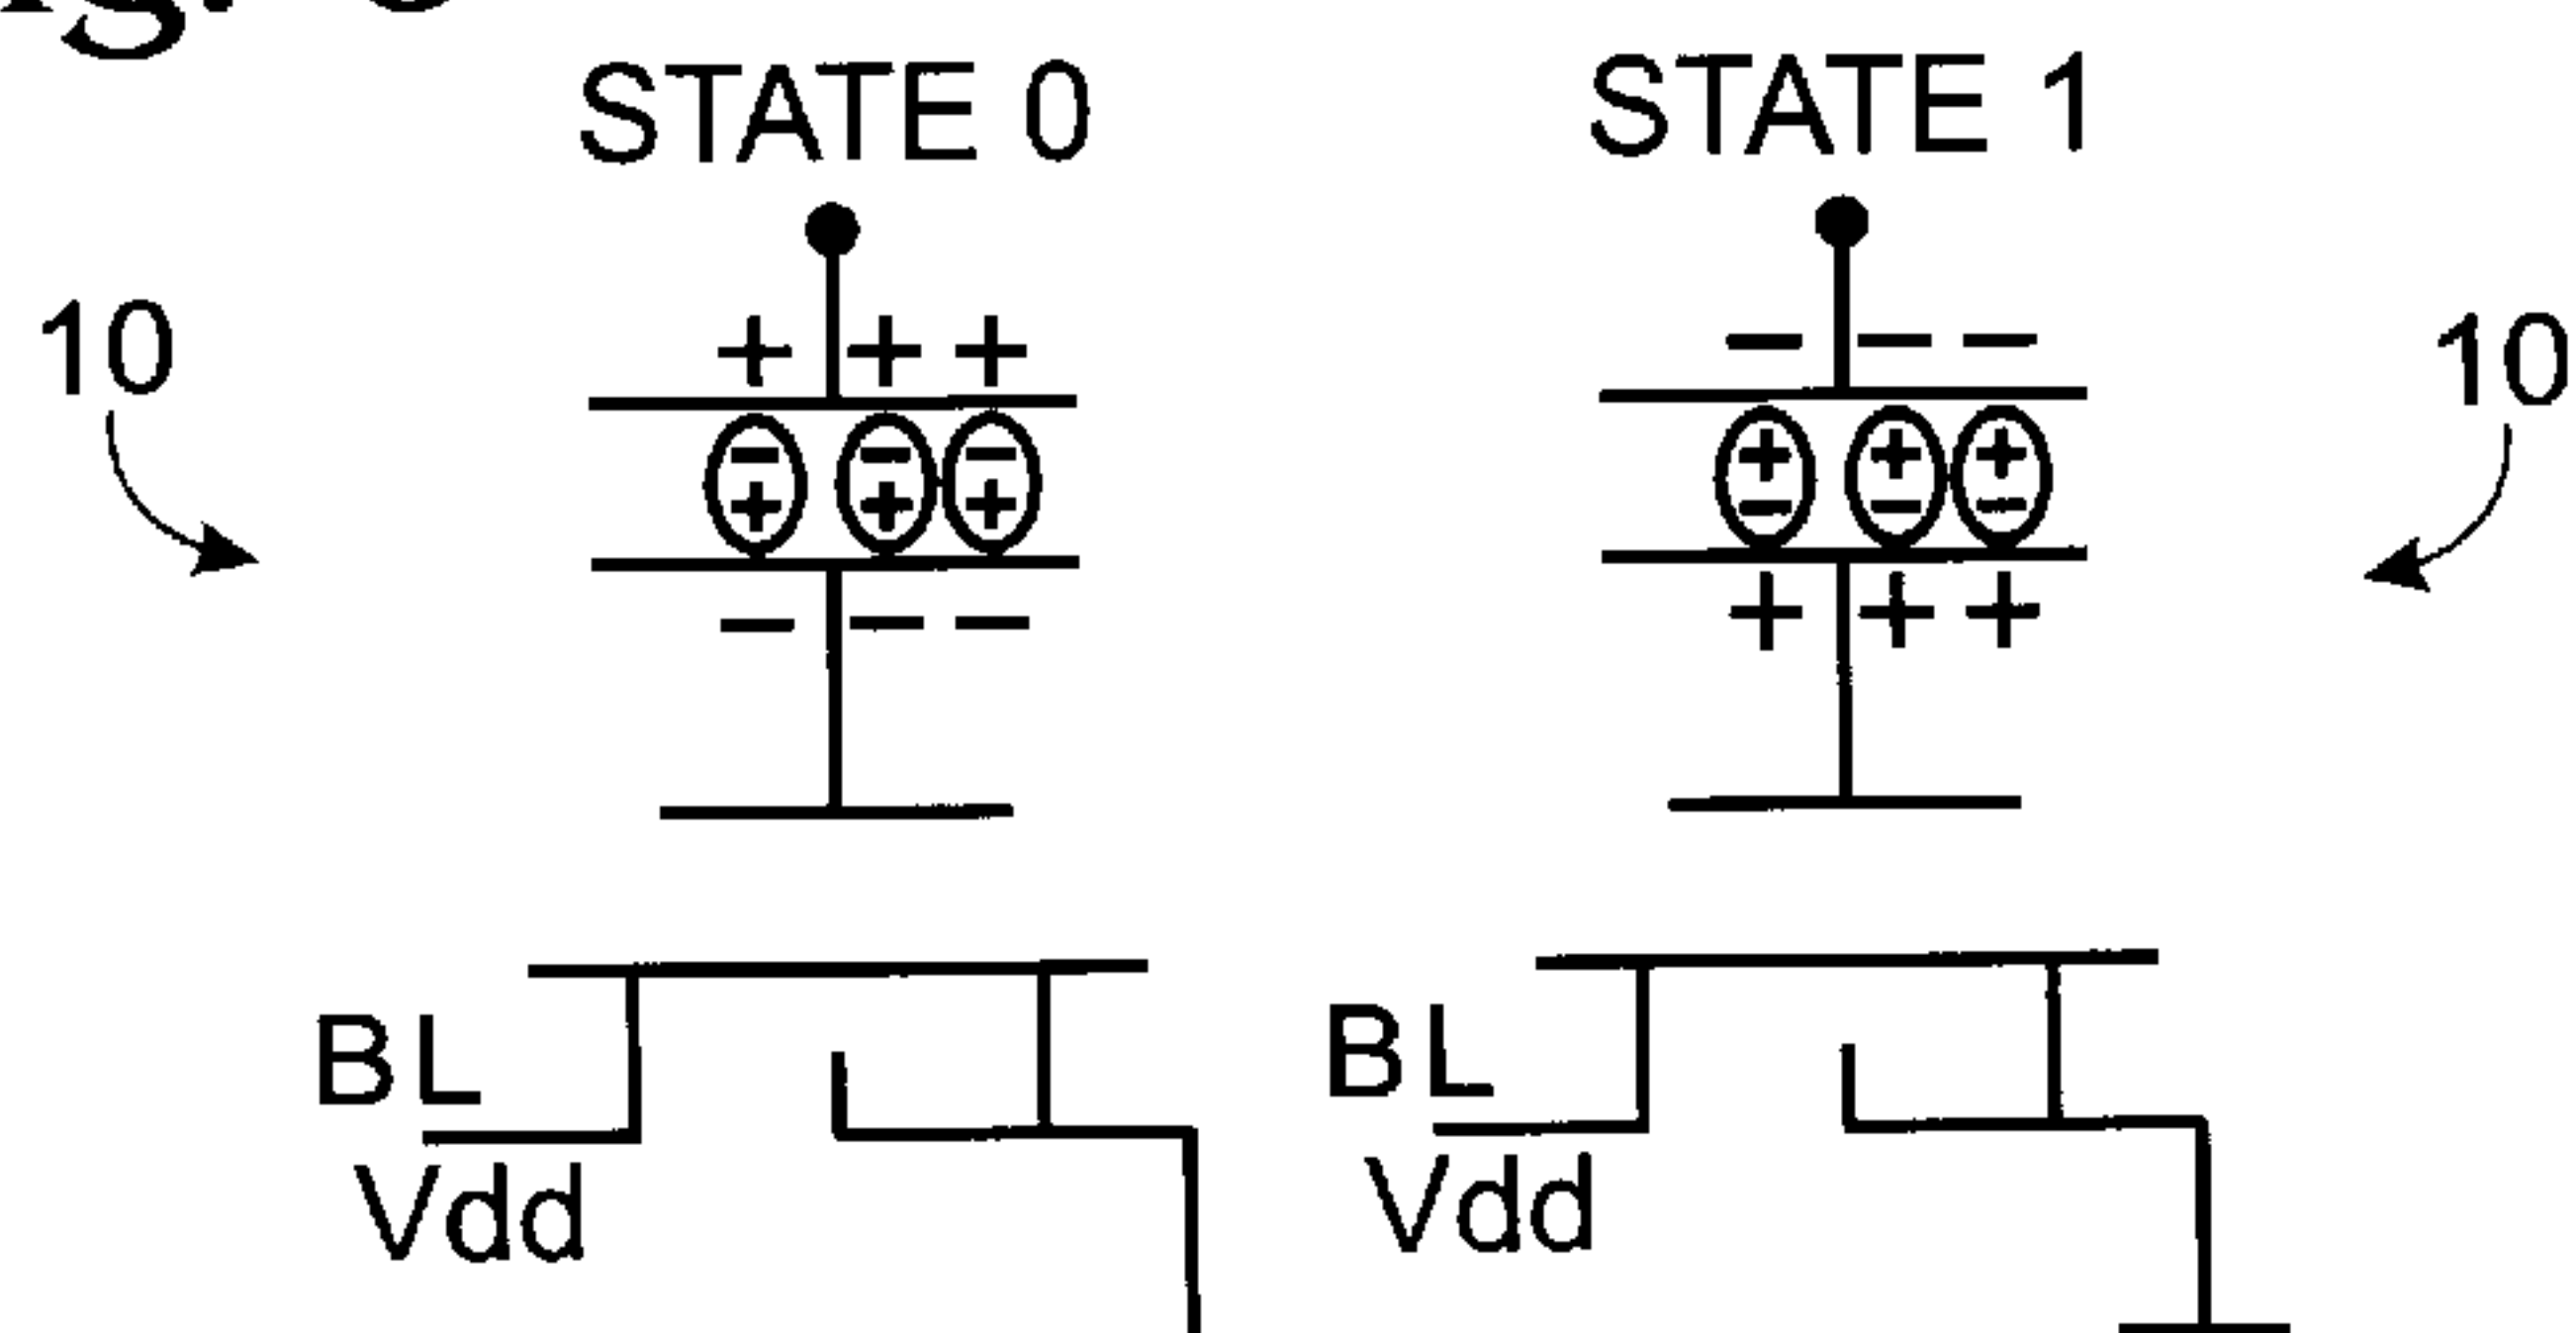 STATE 0 STATE 1
10 10
+ + + − − −
− − − + + +
+ + + − − −
− − − + + +
BL BL
Vdd Vdd